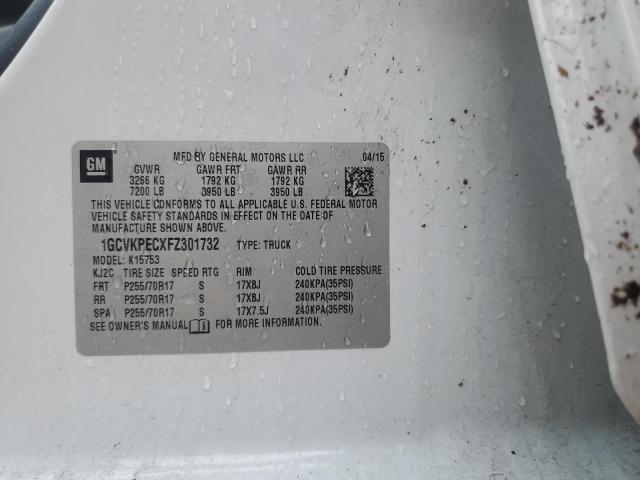 GM
MFD BY GENERAL MOTORS LLC 04/15
GVWR GAWR FRT GAWR RR
3266 KG 1792 KG 1792 KG
7200 LB 3950 LB 3950 LB
THIS VEHICLE CONFORMS TO ALL APPLICABLE U.S. FEDERAL MOTOR
VEHICLE SAFETY STANDARDS IN EFFECT ON THE DATE OF
MANUFACTURE SHOWN ABOVE.
1GCVKPECXFZ301732 TYPE: TRUCK
MODEL: K15753
KJ2C TIRE SIZE SPEED RTG RIM COLD TIRE PRESSURE
FRT P255/70R17 S 17X8J 240KPA(35PSI)
RR P255/70R17 S 17X8J 240KPA(35PSI)
SPA P255/70R17 S 17X7.5J 240KPA(35PSI)
SEE OWNER'S MANUAL FOR MORE INFORMATION.